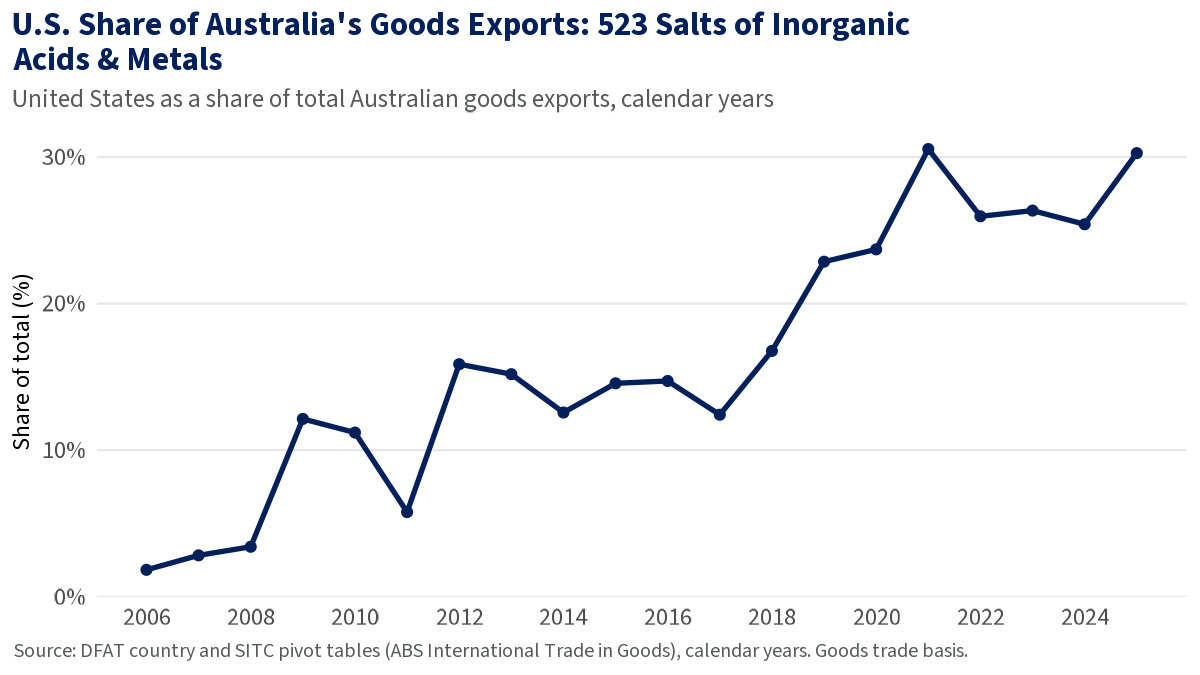 U.S. Share of Australia's Goods Exports: 523 Salts of Inorganic
Acids & Metals
United States as a share of total Australian goods exports, calendar years
Share of total (%)
30%
20%
10%
0%
2006 2008 2010 2012 2014 2016 2018 2020 2022 2024
Source: DFAT country and SITC pivot tables (ABS International Trade in Goods), calendar years. Goods trade basis.